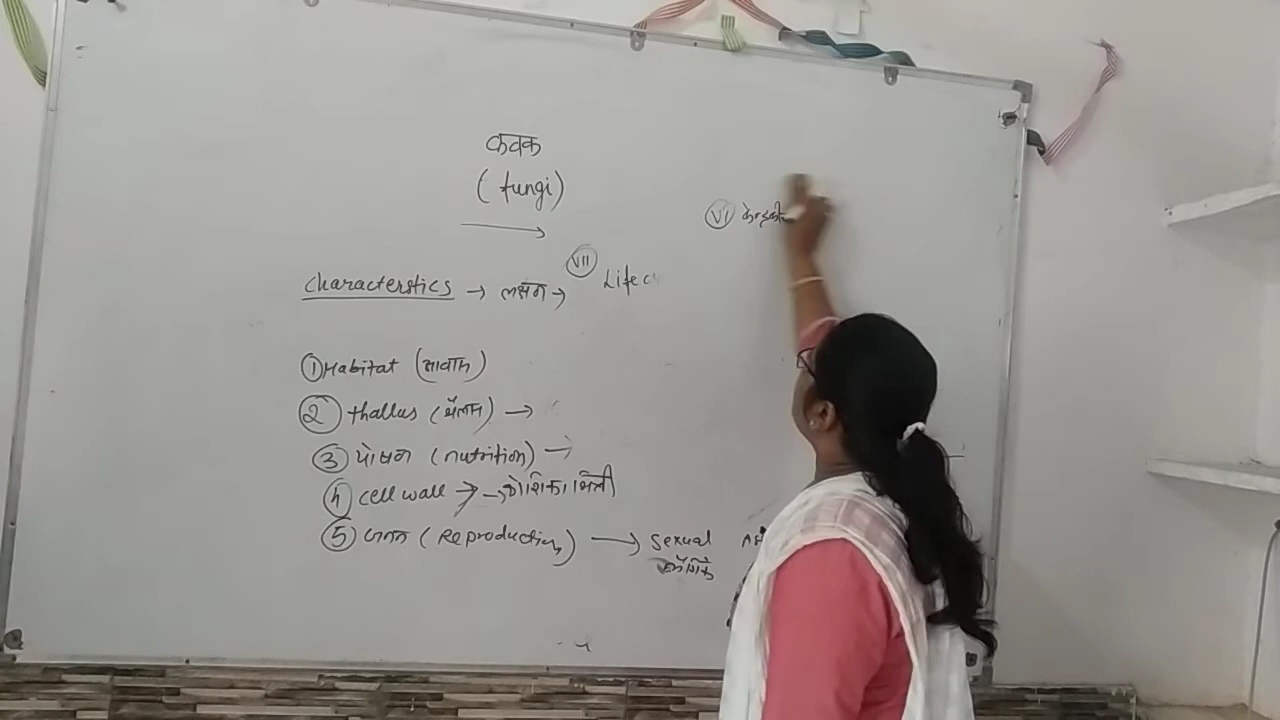 कवक
(fungi)
VI
VII Life c
characterstics → लक्षण →
① Habitat (आवास)
② thallus (थैलस) →
③ पोषण (nutrition) →
④ cell wall → → कोशिका भित्ती
⑤ जनन (Reproduction) → sexual
लैंगिक